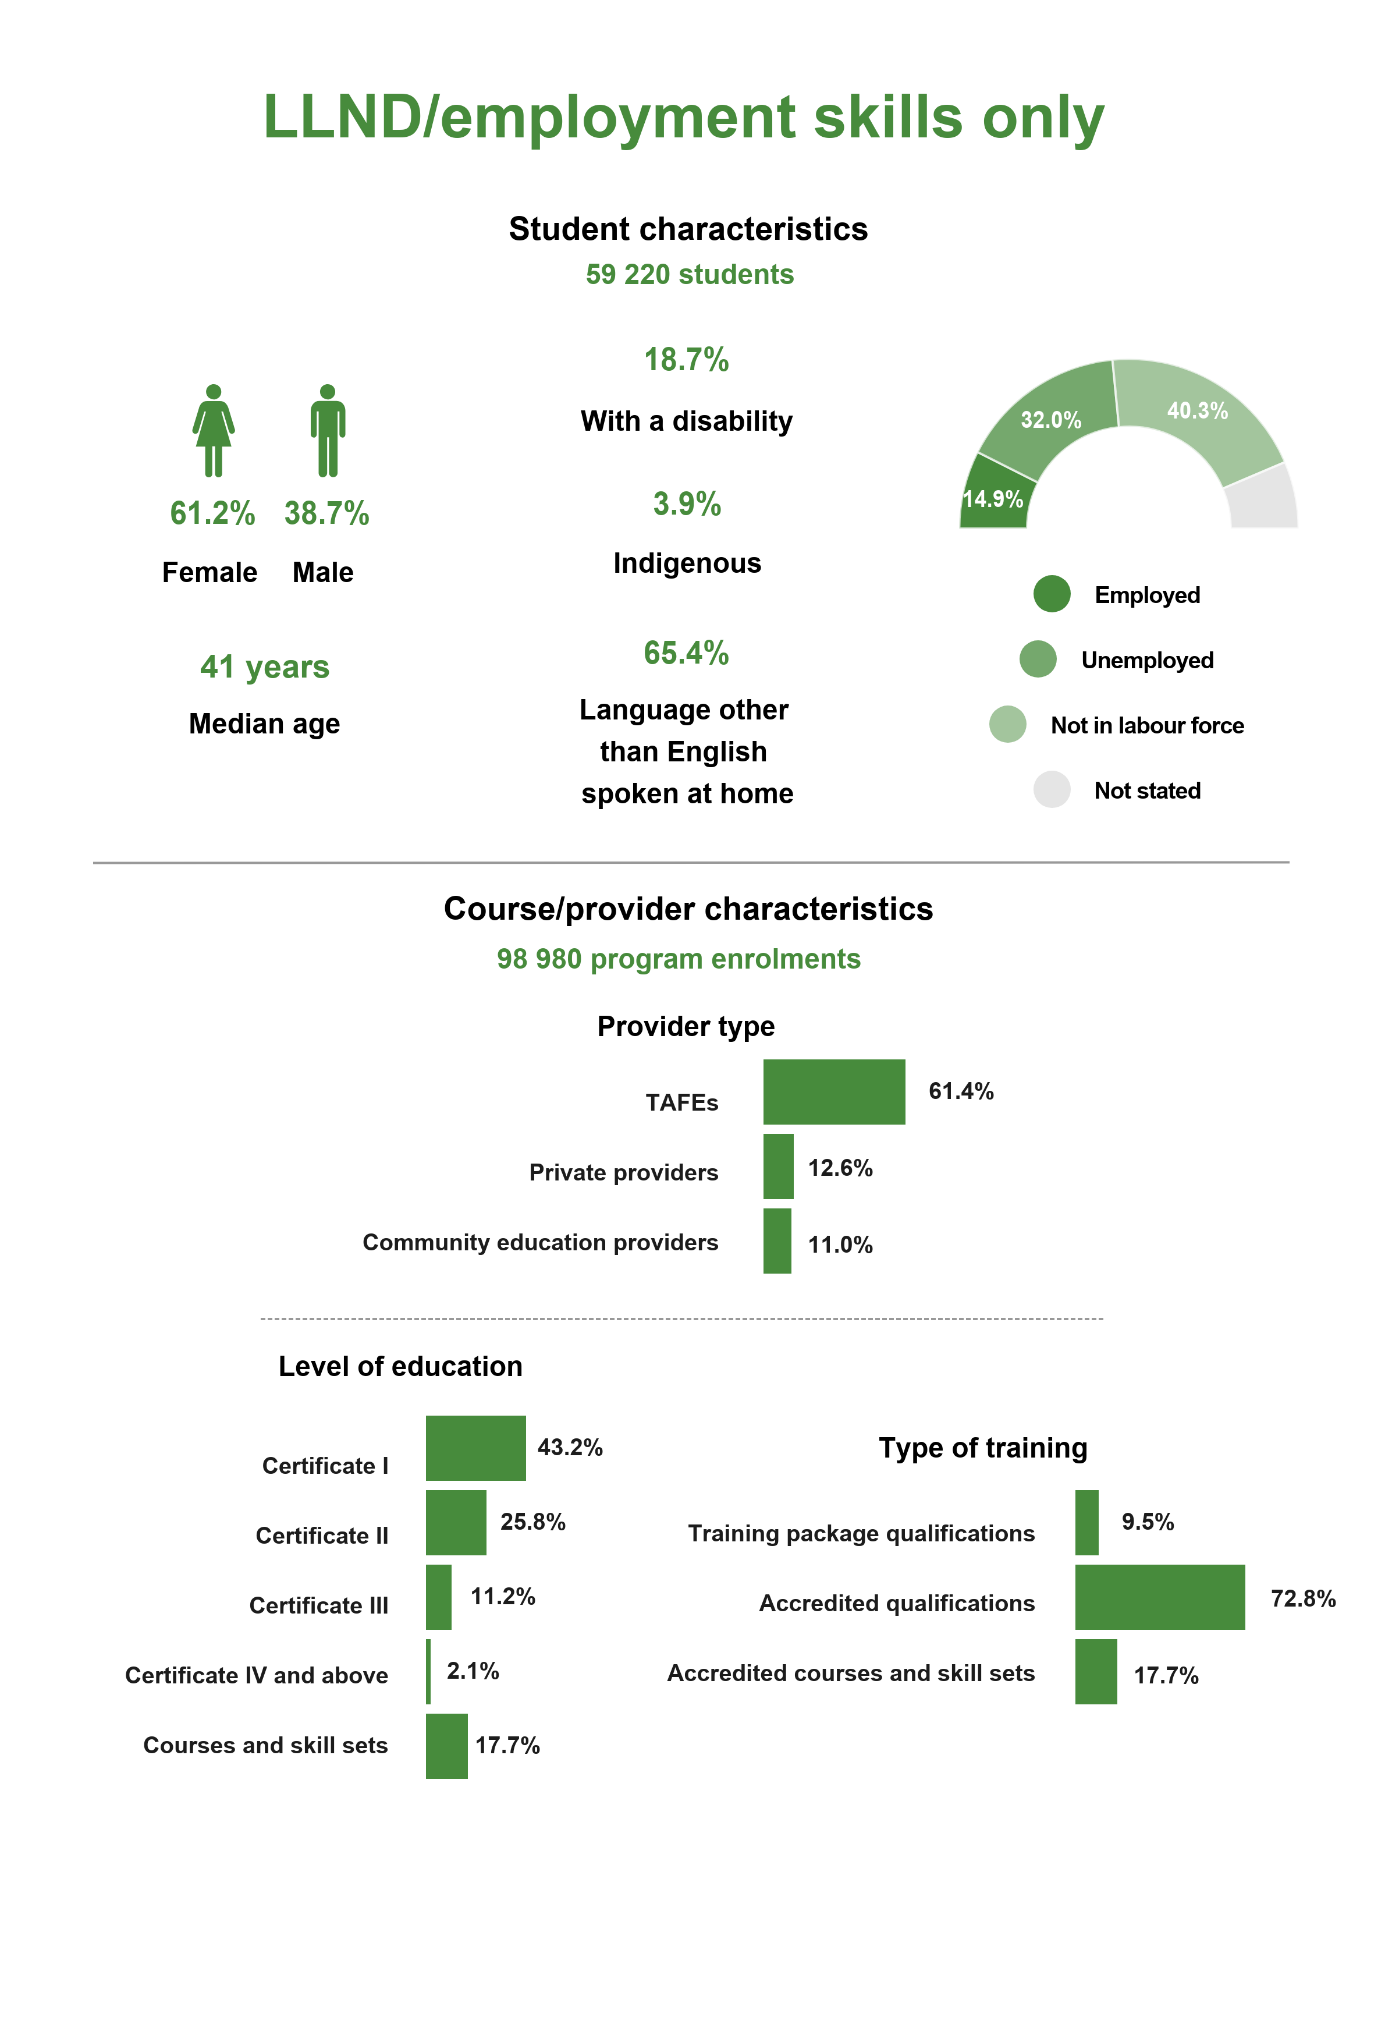 LLND/employment skills only
Student characteristics
59 220 students
61.2%
38.7%
Female
Male
41 years
Median age
18.7%
With a disability
3.9%
Indigenous
65.4%
Language other
than English
spoken at home
14.9%
32.0%
40.3%
Employed
Unemployed
Not in labour force
Not stated
Course/provider characteristics
98 980 program enrolments
Provider type
TAFEs
61.4%
Private providers
12.6%
Community education providers
11.0%
Level of education
Certificate I
43.2%
Certificate II
25.8%
Certificate III
11.2%
Certificate IV and above
2.1%
Courses and skill sets
17.7%
Type of training
Training package qualifications
9.5%
Accredited qualifications
72.8%
Accredited courses and skill sets
17.7%